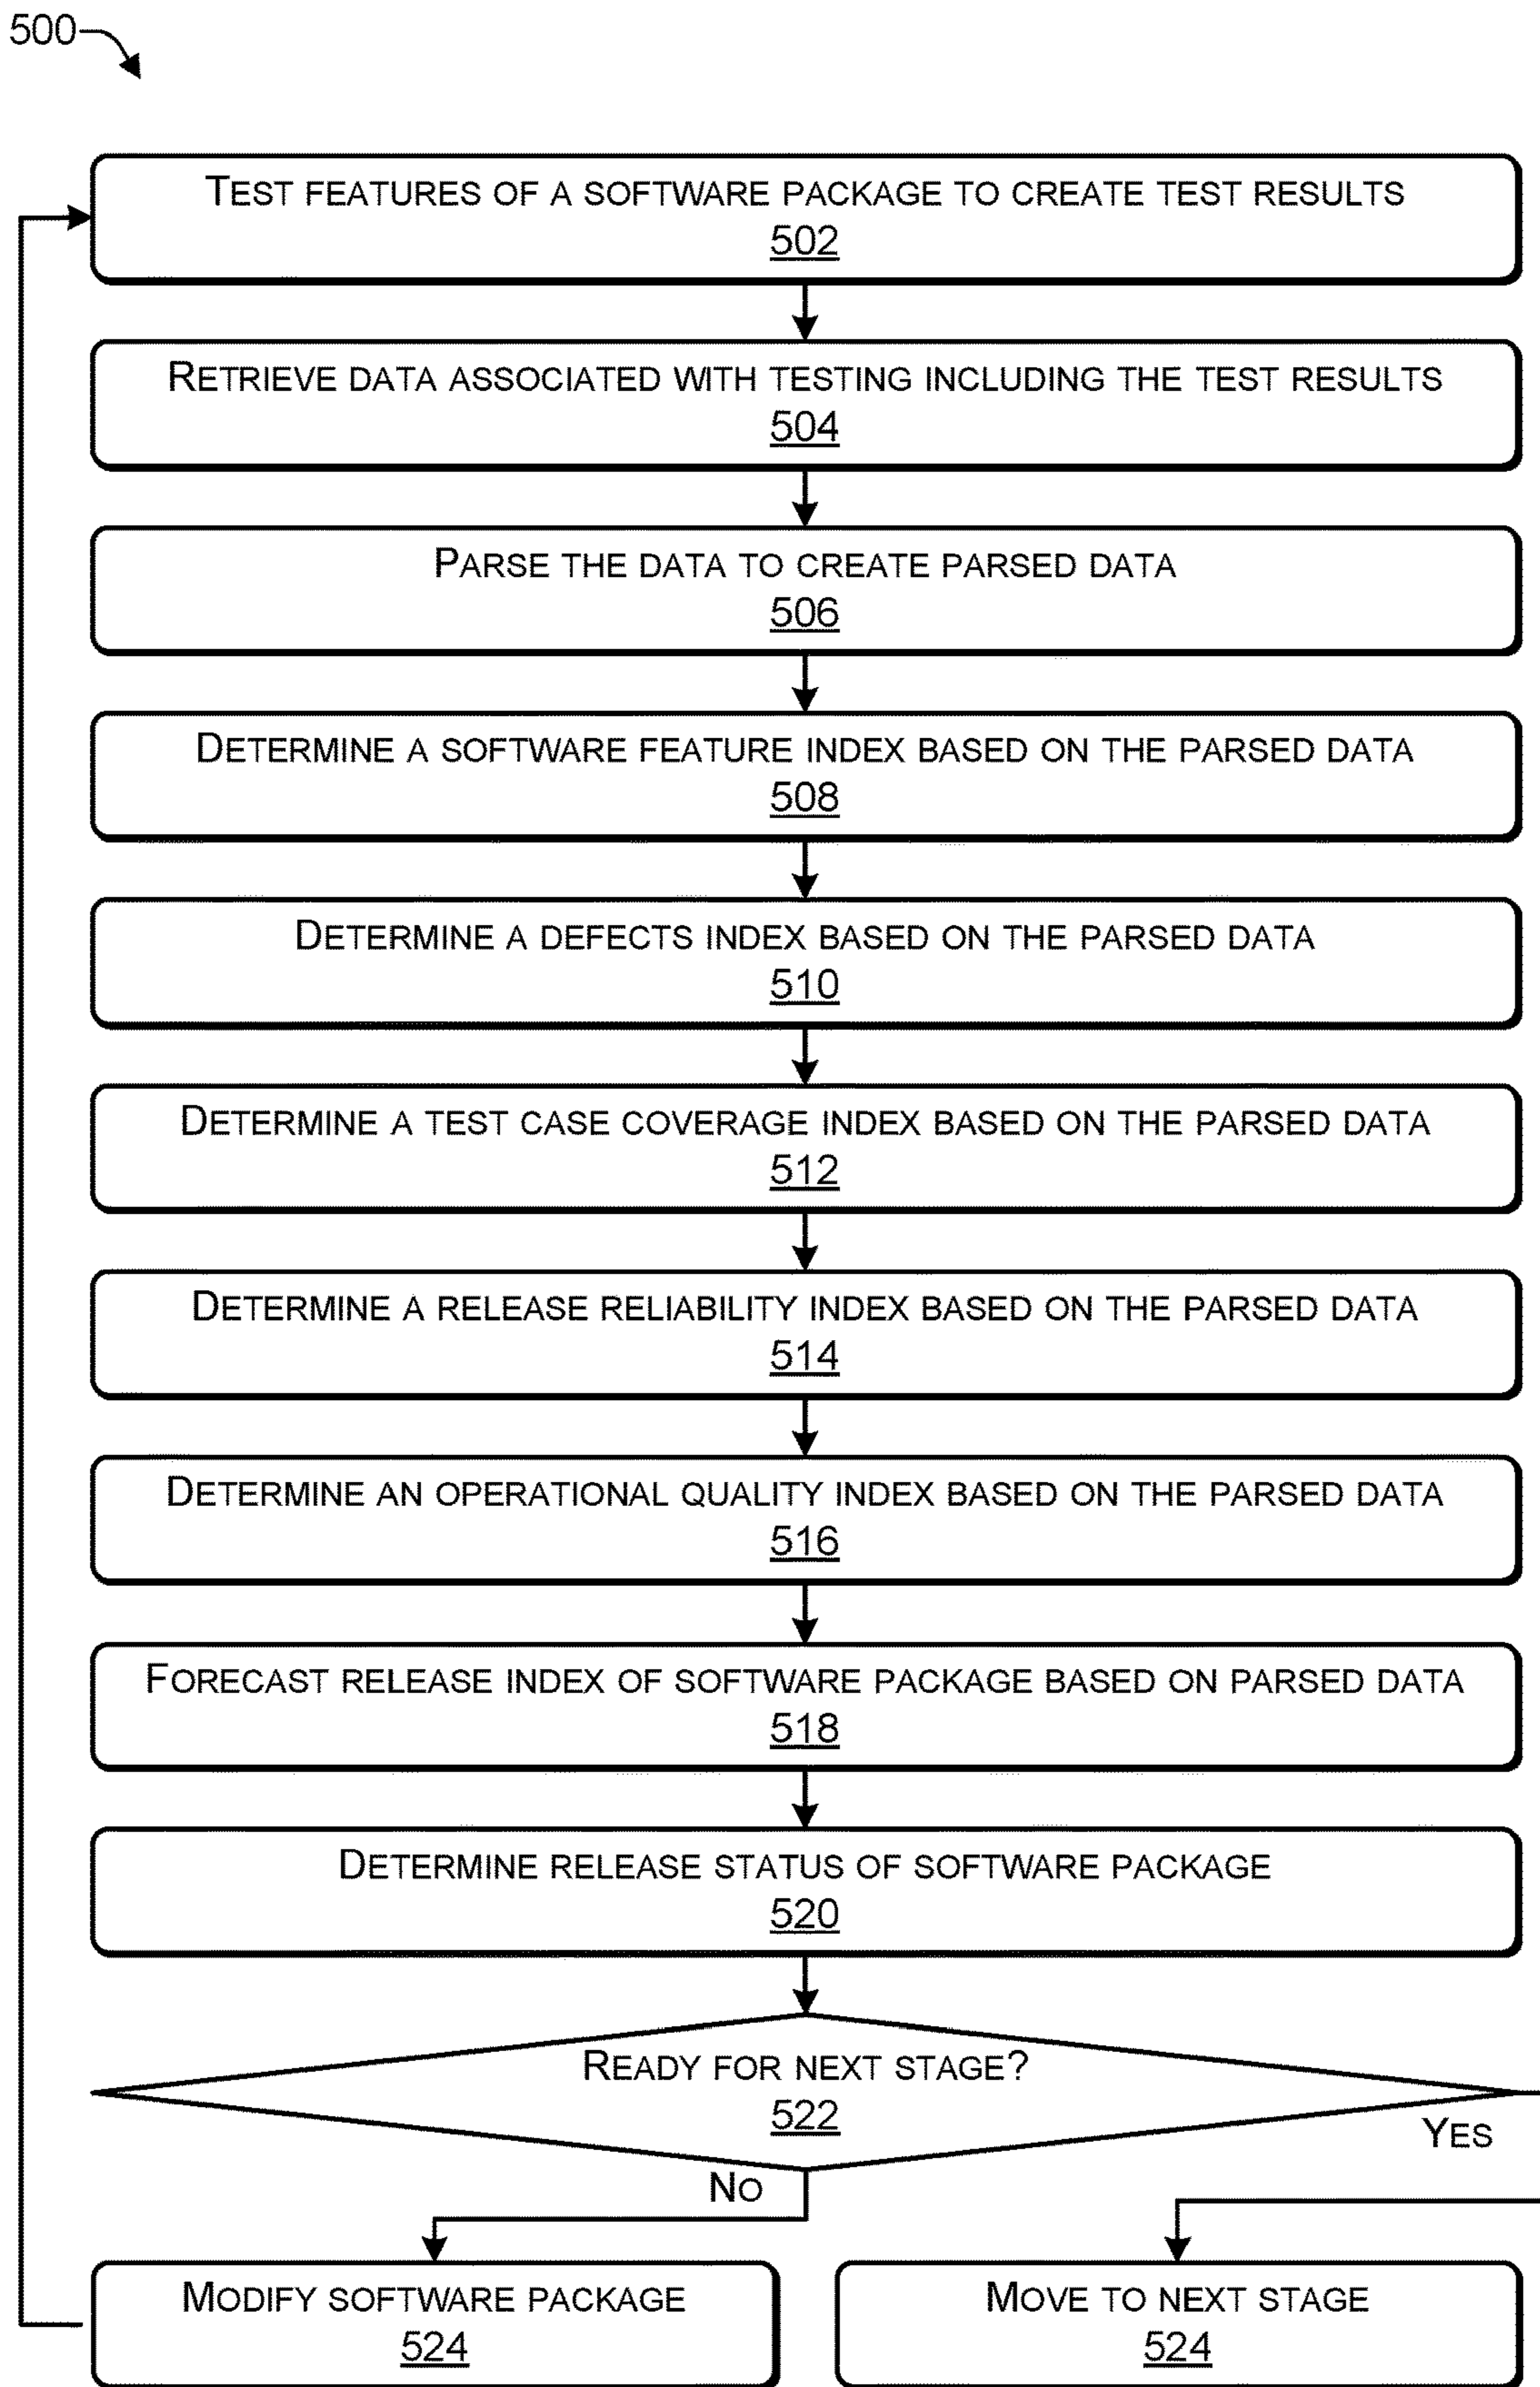 500
TEST FEATURES OF A SOFTWARE PACKAGE TO CREATE TEST RESULTS
502
RETRIEVE DATA ASSOCIATED WITH TESTING INCLUDING THE TEST RESULTS
504
PARSE THE DATA TO CREATE PARSED DATA
506
DETERMINE A SOFTWARE FEATURE INDEX BASED ON THE PARSED DATA
508
DETERMINE A DEFECTS INDEX BASED ON THE PARSED DATA
510
DETERMINE A TEST CASE COVERAGE INDEX BASED ON THE PARSED DATA
512
DETERMINE A RELEASE RELIABILITY INDEX BASED ON THE PARSED DATA
514
DETERMINE AN OPERATIONAL QUALITY INDEX BASED ON THE PARSED DATA
516
FORECAST RELEASE INDEX OF SOFTWARE PACKAGE BASED ON PARSED DATA
518
DETERMINE RELEASE STATUS OF SOFTWARE PACKAGE
520
READY FOR NEXT STAGE?
522
YES
NO
MODIFY SOFTWARE PACKAGE
524
MOVE TO NEXT STAGE
524